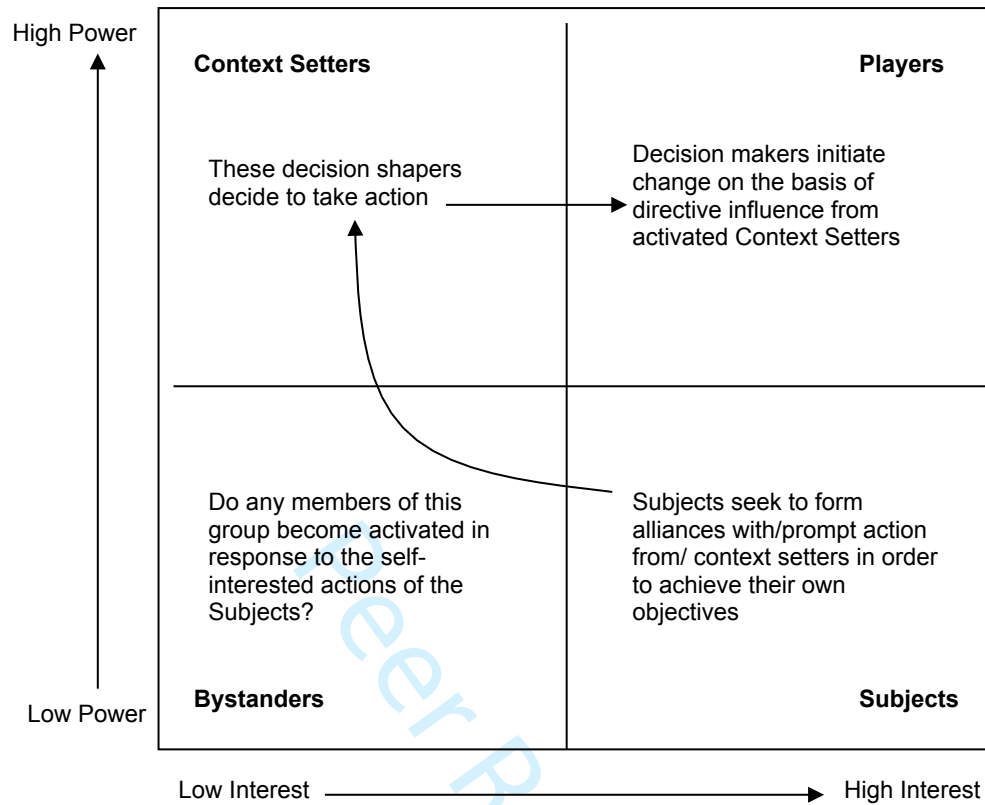 High Power
Context Setters
Players
These decision shapers
decide to take action
Decision makers initiate
change on the basis of
directive influence from
activated Context Setters
Do any members of this
group become activated in
response to the self-
interested actions of the
Subjects?
Subjects seek to form
alliances with/prompt action
from/ context setters in order
to achieve their own
objectives
Low Power
Bystanders
Subjects
Low Interest
High Interest
Peer R